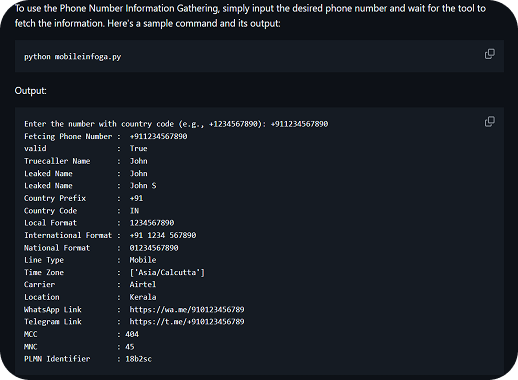 To use the Phone Number Information Gathering, simply input the desired phone number and wait for the tool to
fetch the information. Here's a sample command and its output:
python mobileinfoga.py
Output:
Enter the number with country code (e.g., +1234567890): +911234567890
Fetcing Phone Number : +911234567890
valid : True
Truecaller Name : John
Leaked Name : John
Leaked Name : John S
Country Prefix : +91
Country Code : IN
Local Format : 1234567890
International Format : +91 1234 567890
National Format : 01234567890
Line Type : Mobile
Time Zone : ['Asia/Calcutta']
Carrier : Airtel
Location : Kerala
WhatsApp Link : https://wa.me/910123456789
Telegram Link : https://t.me/+910123456789
MCC : 404
MNC : 45
PLMN Identifier : 18b2sc